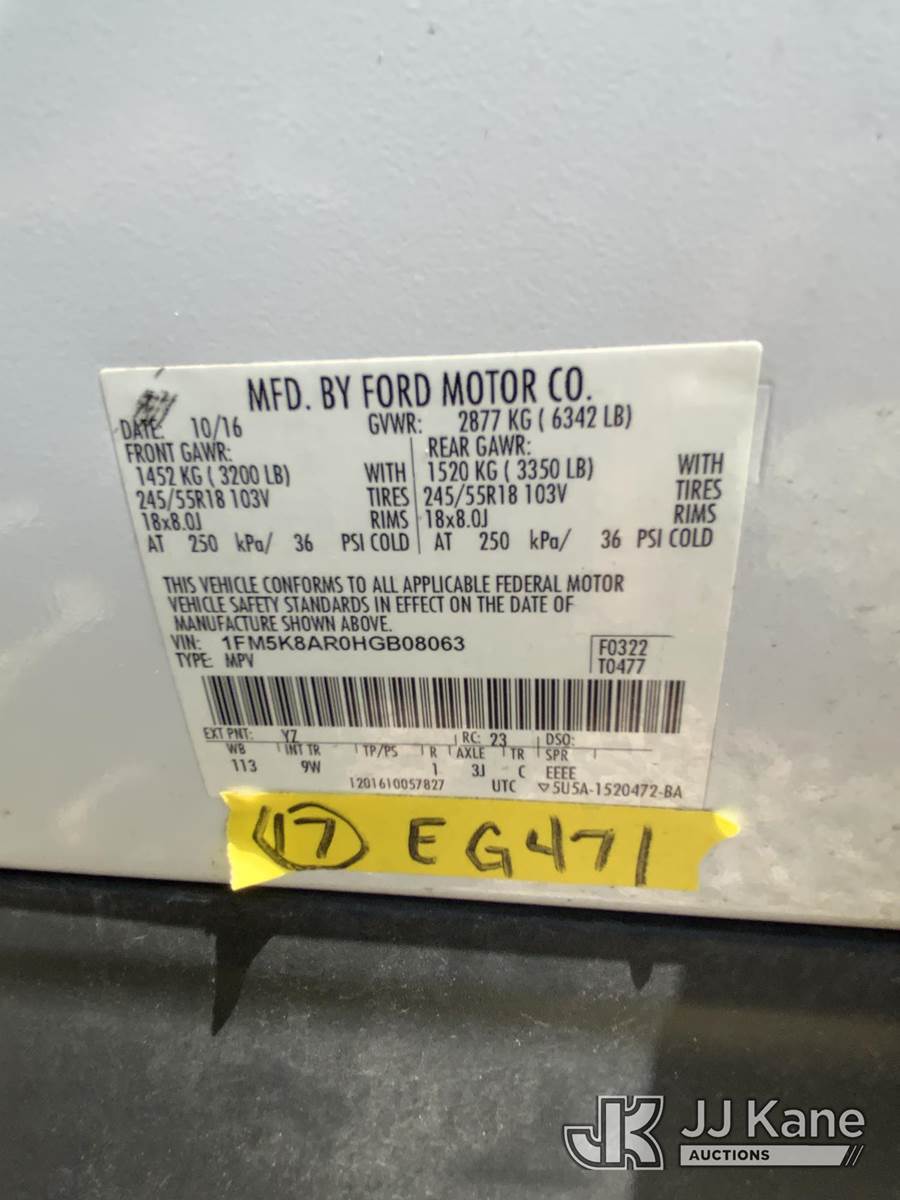 MFD. BY FORD MOTOR CO.
DATE: 10/16 GVWR: 2877 KG ( 6342 LB)
FRONT GAWR: REAR GAWR:
1452 KG ( 3200 LB) WITH 1520 KG ( 3350 LB) WITH
245/55R18 103V TIRES 245/55R18 103V TIRES
18x8.0J RIMS 18x8.0J RIMS
AT 250 kPa/ 36 PSI COLD AT 250 kPa/ 36 PSI COLD
THIS VEHICLE CONFORMS TO ALL APPLICABLE FEDERAL MOTOR
VEHICLE SAFETY STANDARDS IN EFFECT ON THE DATE OF
MANUFACTURE SHOWN ABOVE.
VIN: 1FM5K8AR0HGB08063 F0322
TYPE: MPV T0477
EXT PNT: YZ RC: 23 DSO:
WB INT TR TP/PS R AXLE TR SPR
113 9W 1 3J C EEEE
1201610057827 UTC ▽5U5A-1520472-BA
17 EG471
JK JJ Kane
AUCTIONS